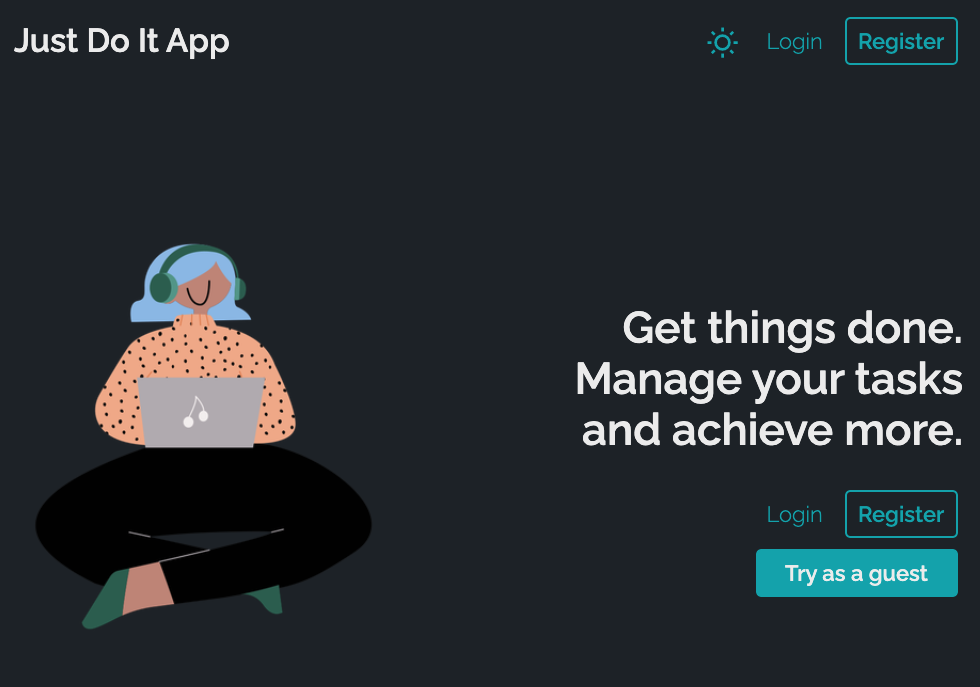 Just Do It App
Login
Register
Get things done.
Manage your tasks
and achieve more.
Login
Register
Try as a guest